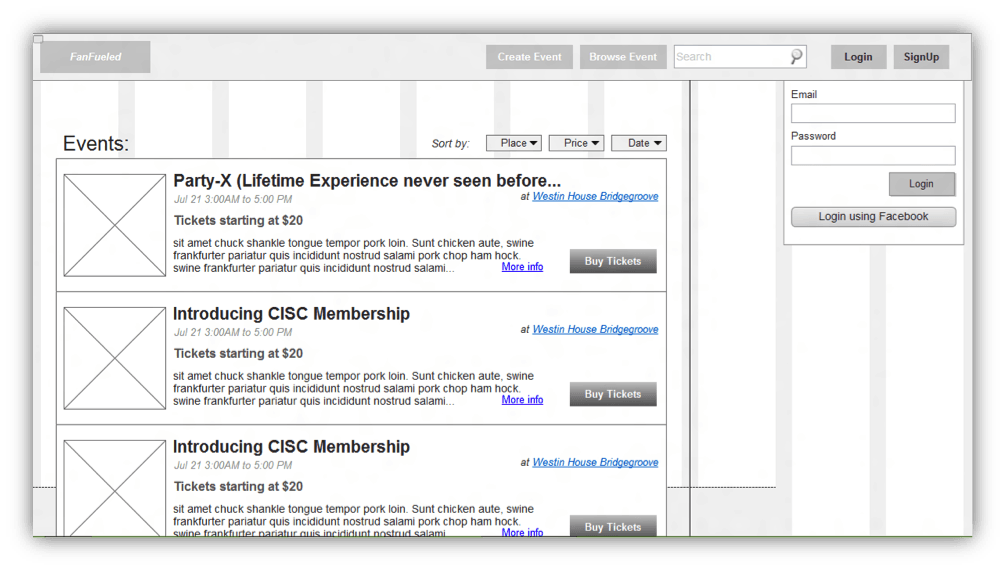 FanFueled
Create Event
Browse Event
Search
Login
SignUp
Email
Password
Login
Login using Facebook
Events:
Sort by:
Place
Price
Date
Party-X (Lifetime Experience never seen before...
Jul 21 3:00AM to 5:00 PM
at Westin House Bridgegroove
Tickets starting at $20
sit amet chuck shankle tongue tempor pork loin. Sunt chicken aute, swine
frankfurter pariatur quis incididunt nostrud salami pork chop ham hock.
swine frankfurter pariatur quis incididunt nostrud salami...
More info
Buy Tickets
Introducing CISC Membership
Jul 21 3:00AM to 5:00 PM
at Westin House Bridgegroove
Tickets starting at $20
sit amet chuck shankle tongue tempor pork loin. Sunt chicken aute, swine
frankfurter pariatur quis incididunt nostrud salami pork chop ham hock.
swine frankfurter pariatur quis incididunt nostrud salami...
More info
Buy Tickets
Introducing CISC Membership
Jul 21 3:00AM to 5:00 PM
at Westin House Bridgegroove
Tickets starting at $20
sit amet chuck shankle tongue tempor pork loin. Sunt chicken aute, swine
frankfurter pariatur quis incididunt nostrud salami pork chop ham hock.
swine frankfurter pariatur quis incididunt nostrud salami...
More info
Buy Tickets